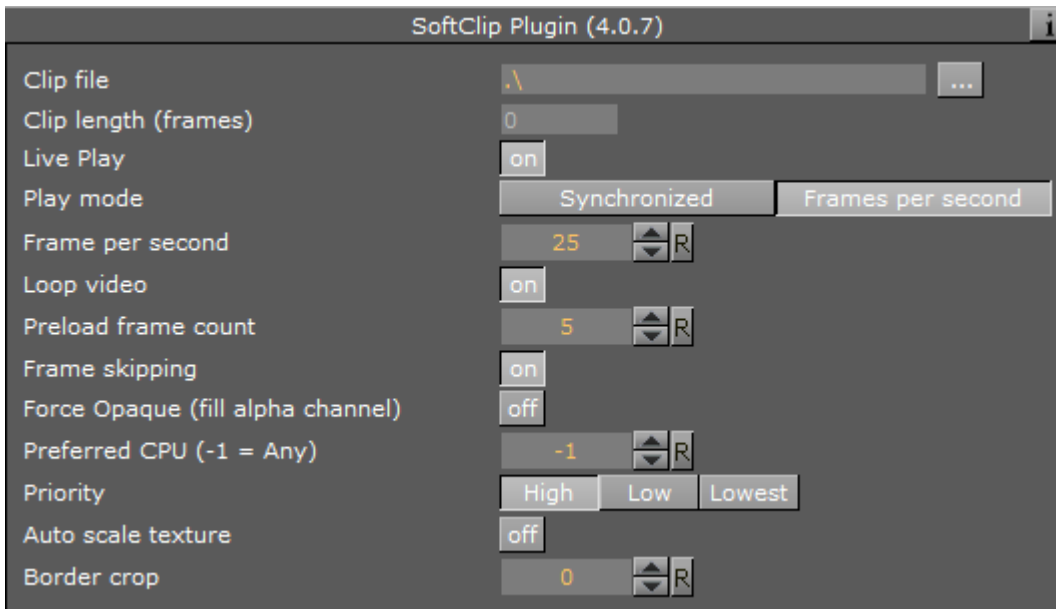 SoftClip Plugin (4.0.7) i
Clip file .\ ...
Clip length (frames) 0
Live Play on
Play mode Synchronized Frames per second
Frame per second 25 R
Loop video on
Preload frame count 5 R
Frame skipping on
Force Opaque (fill alpha channel) off
Preferred CPU (-1 = Any) -1 R
Priority High Low Lowest
Auto scale texture off
Border crop 0 R